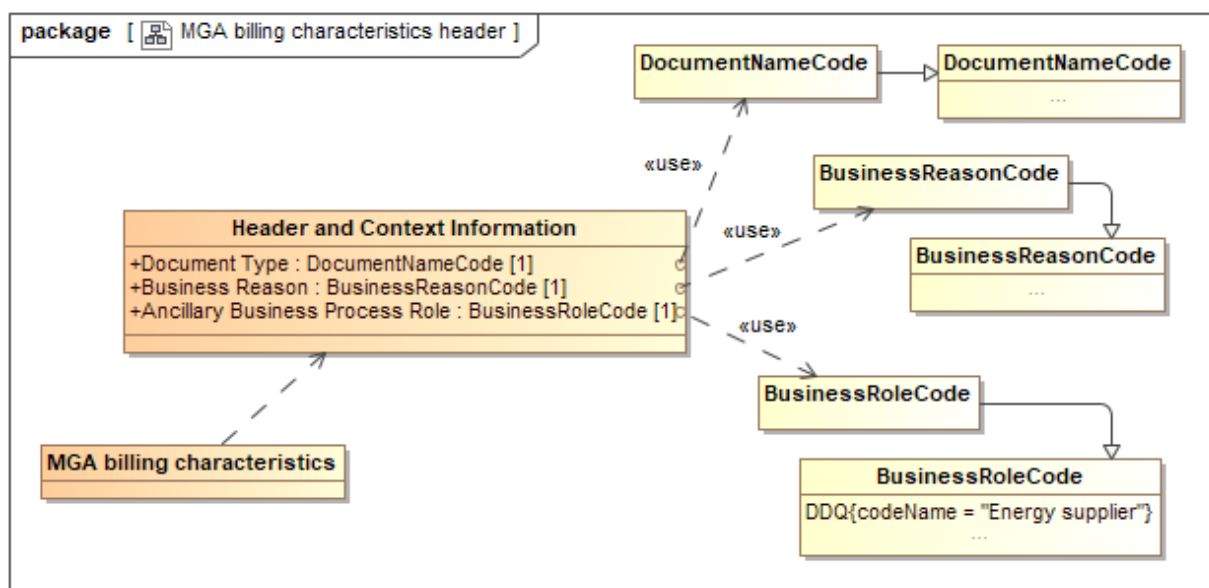 package [ MGA billing characteristics header ]
DocumentNameCode
DocumentNameCode
...
«use»
BusinessReasonCode
«use»
BusinessReasonCode
...
Header and Context Information
+Document Type : DocumentNameCode [1]
+Business Reason : BusinessReasonCode [1]
+Ancillary Business Process Role : BusinessRoleCode [1]
«use»
BusinessRoleCode
MGA billing characteristics
BusinessRoleCode
DDQ{codeName = "Energy supplier"}
...